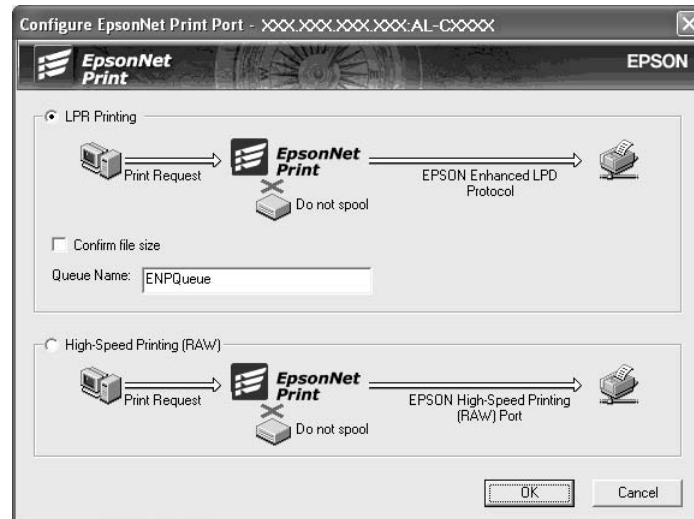 Configure EpsonNet Print Port - XXX.XXX.XXX.XXX:AL-CXXXX
EpsonNet
Print
EPSON
LPR Printing
Print Request
EpsonNet
Print
Do not spool
EPSON Enhanced LPD
Protocol
Confirm file size
Queue Name: ENPQueue
High-Speed Printing (RAW)
Print Request
EpsonNet
Print
Do not spool
EPSON High-Speed Printing
(RAW) Port
OK Cancel